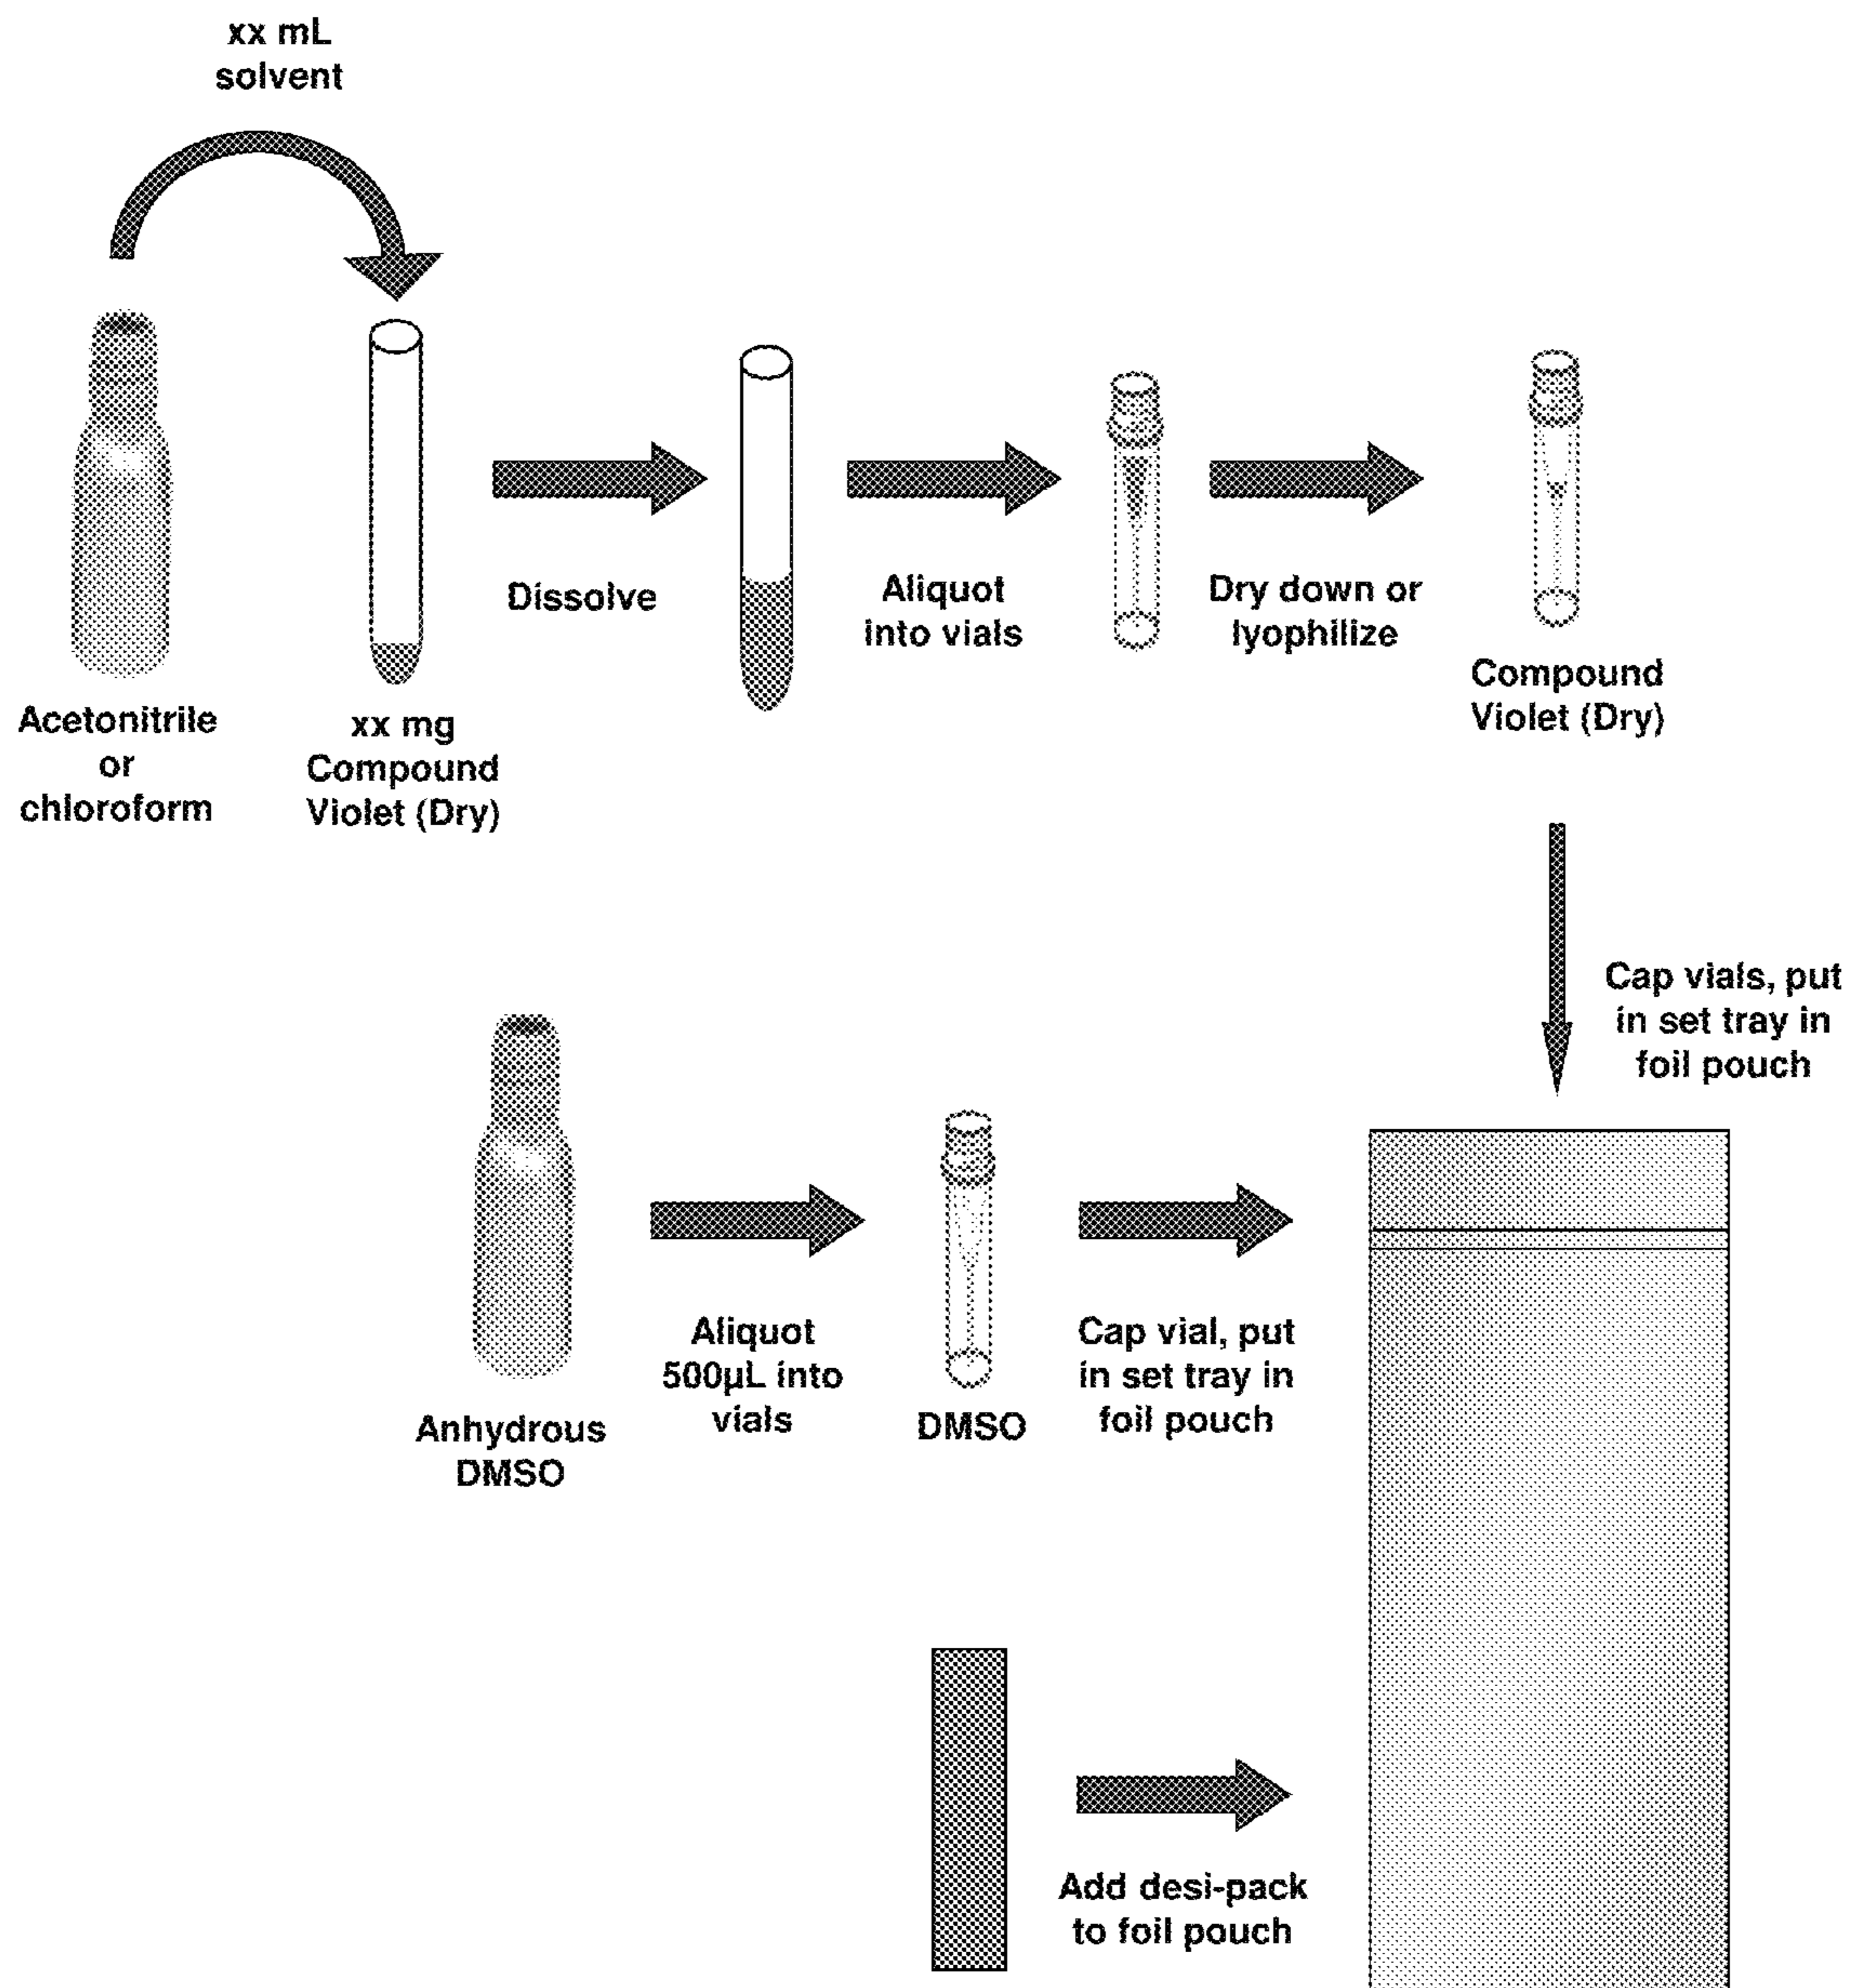 xx mL
solvent
Acetonitrile
or
chloroform
xx mg
Compound
Violet (Dry)
Dissolve
Aliquot
into vials
Dry down or
lyophilize
Compound
Violet (Dry)
Cap vials, put
in set tray in
foil pouch
Anhydrous
DMSO
Aliquot
500µL into
vials
DMSO
Cap vial, put
in set tray in
foil pouch
Add desi-pack
to foil pouch